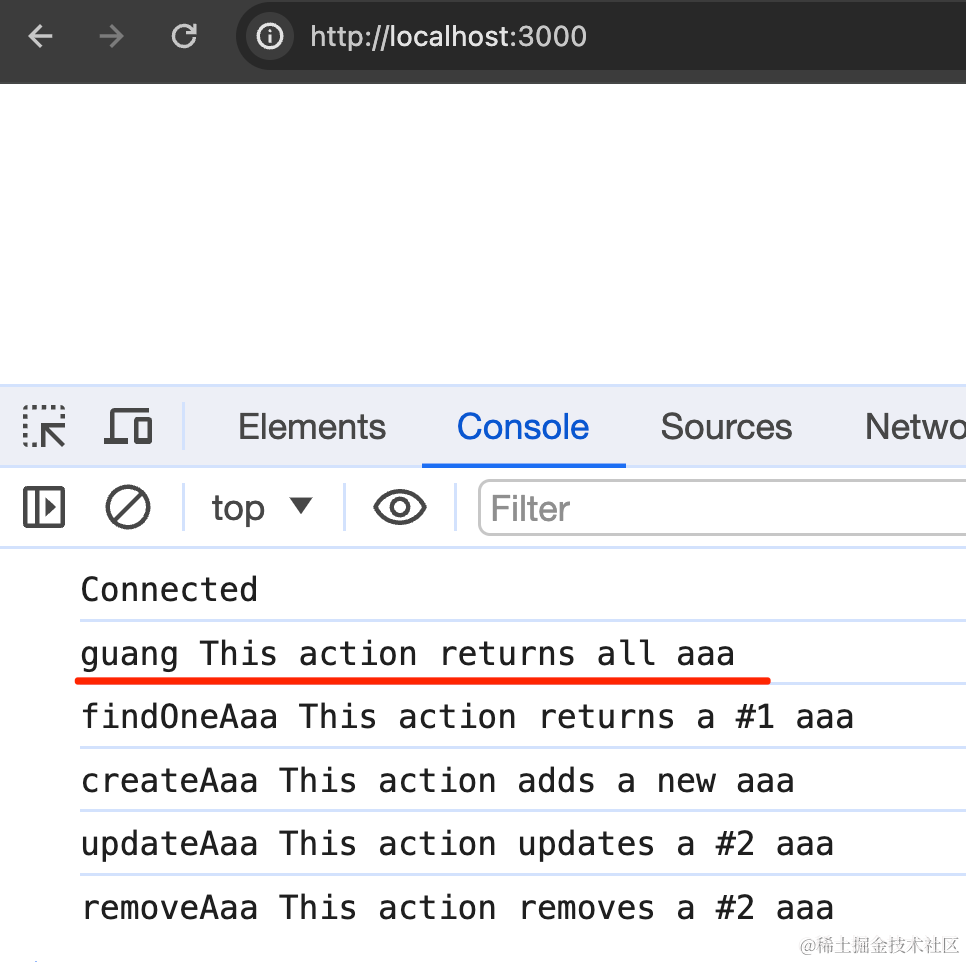 http://localhost:3000
Elements Console Sources Netwo
top Filter
Connected
guang This action returns all aaa
findOneAaa This action returns a #1 aaa
createAaa This action adds a new aaa
updateAaa This action updates a #2 aaa
removeAaa This action removes a #2 aaa
@稀土掘金技术社区